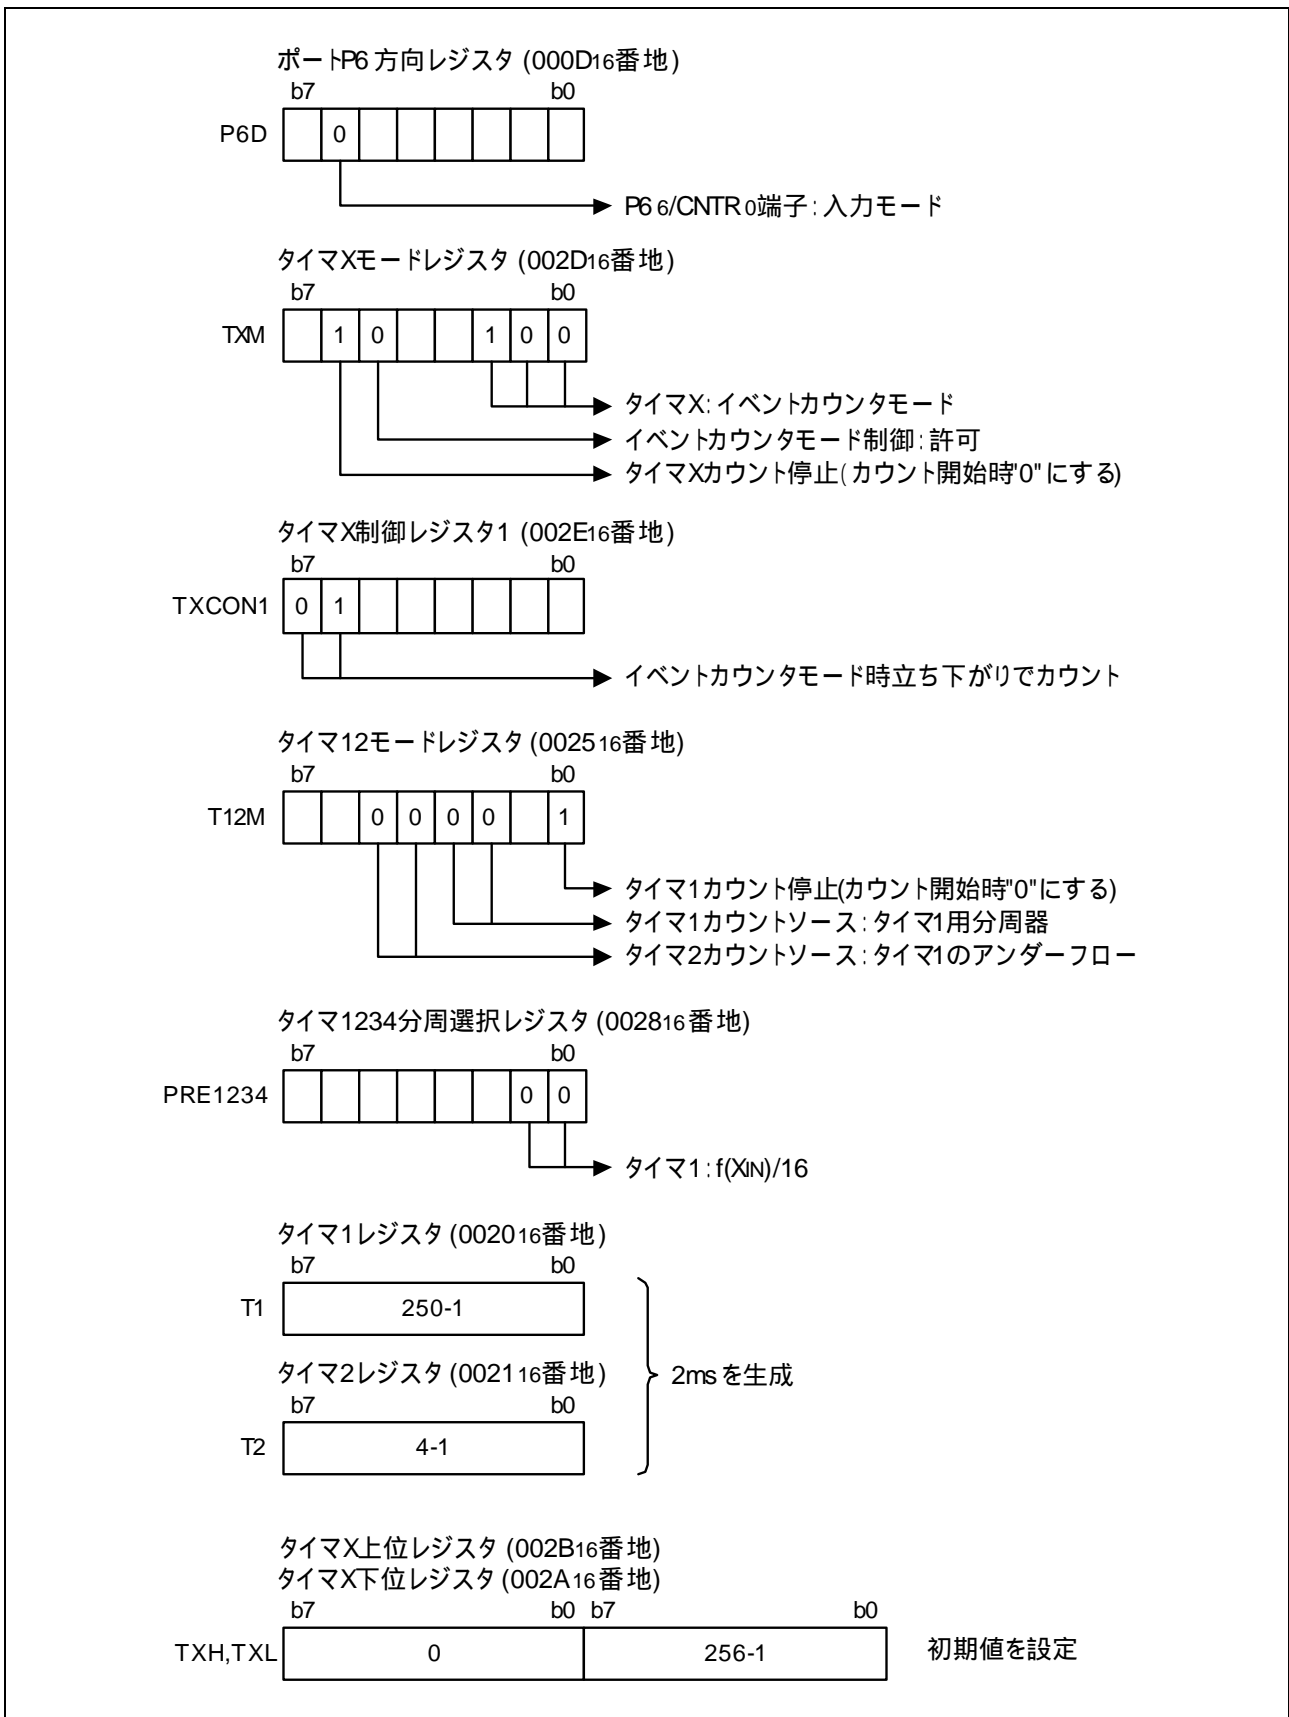 ポートP6 方向レジスタ (000D16番地)
b7 b0
P6D 0
P66/CNTR0端子：入力モード
タイマXモードレジスタ (002D16番地)
b7 b0
TXM 1 0 1 0 0
タイマX：イベントカウンタモード
イベントカウンタモード制御：許可
タイマXカウント停止(カウント開始時"0"にする)
タイマX制御レジスタ1 (002E16番地)
b7 b0
TXCON1 0 1
イベントカウンタモード時立ち下がりでカウント
タイマ12モードレジスタ (002516番地)
b7 b0
T12M 0 0 0 0 1
タイマ1カウント停止(カウント開始時"0"にする)
タイマ1カウントソース：タイマ1用分周器
タイマ2カウントソース：タイマ1のアンダーフロー
タイマ1234分周選択レジスタ (002816番地)
b7 b0
PRE1234 0 0
タイマ1：f(XIN)/16
タイマ1レジスタ (002016番地)
b7 b0
T1 250-1
タイマ2レジスタ (002116番地)
2msを生成
b7 b0
T2 4-1
タイマX上位レジスタ (002B16番地)
タイマX下位レジスタ (002A16番地)
b7 b0 b7 b0
TXH,TXL 0 256-1 初期値を設定